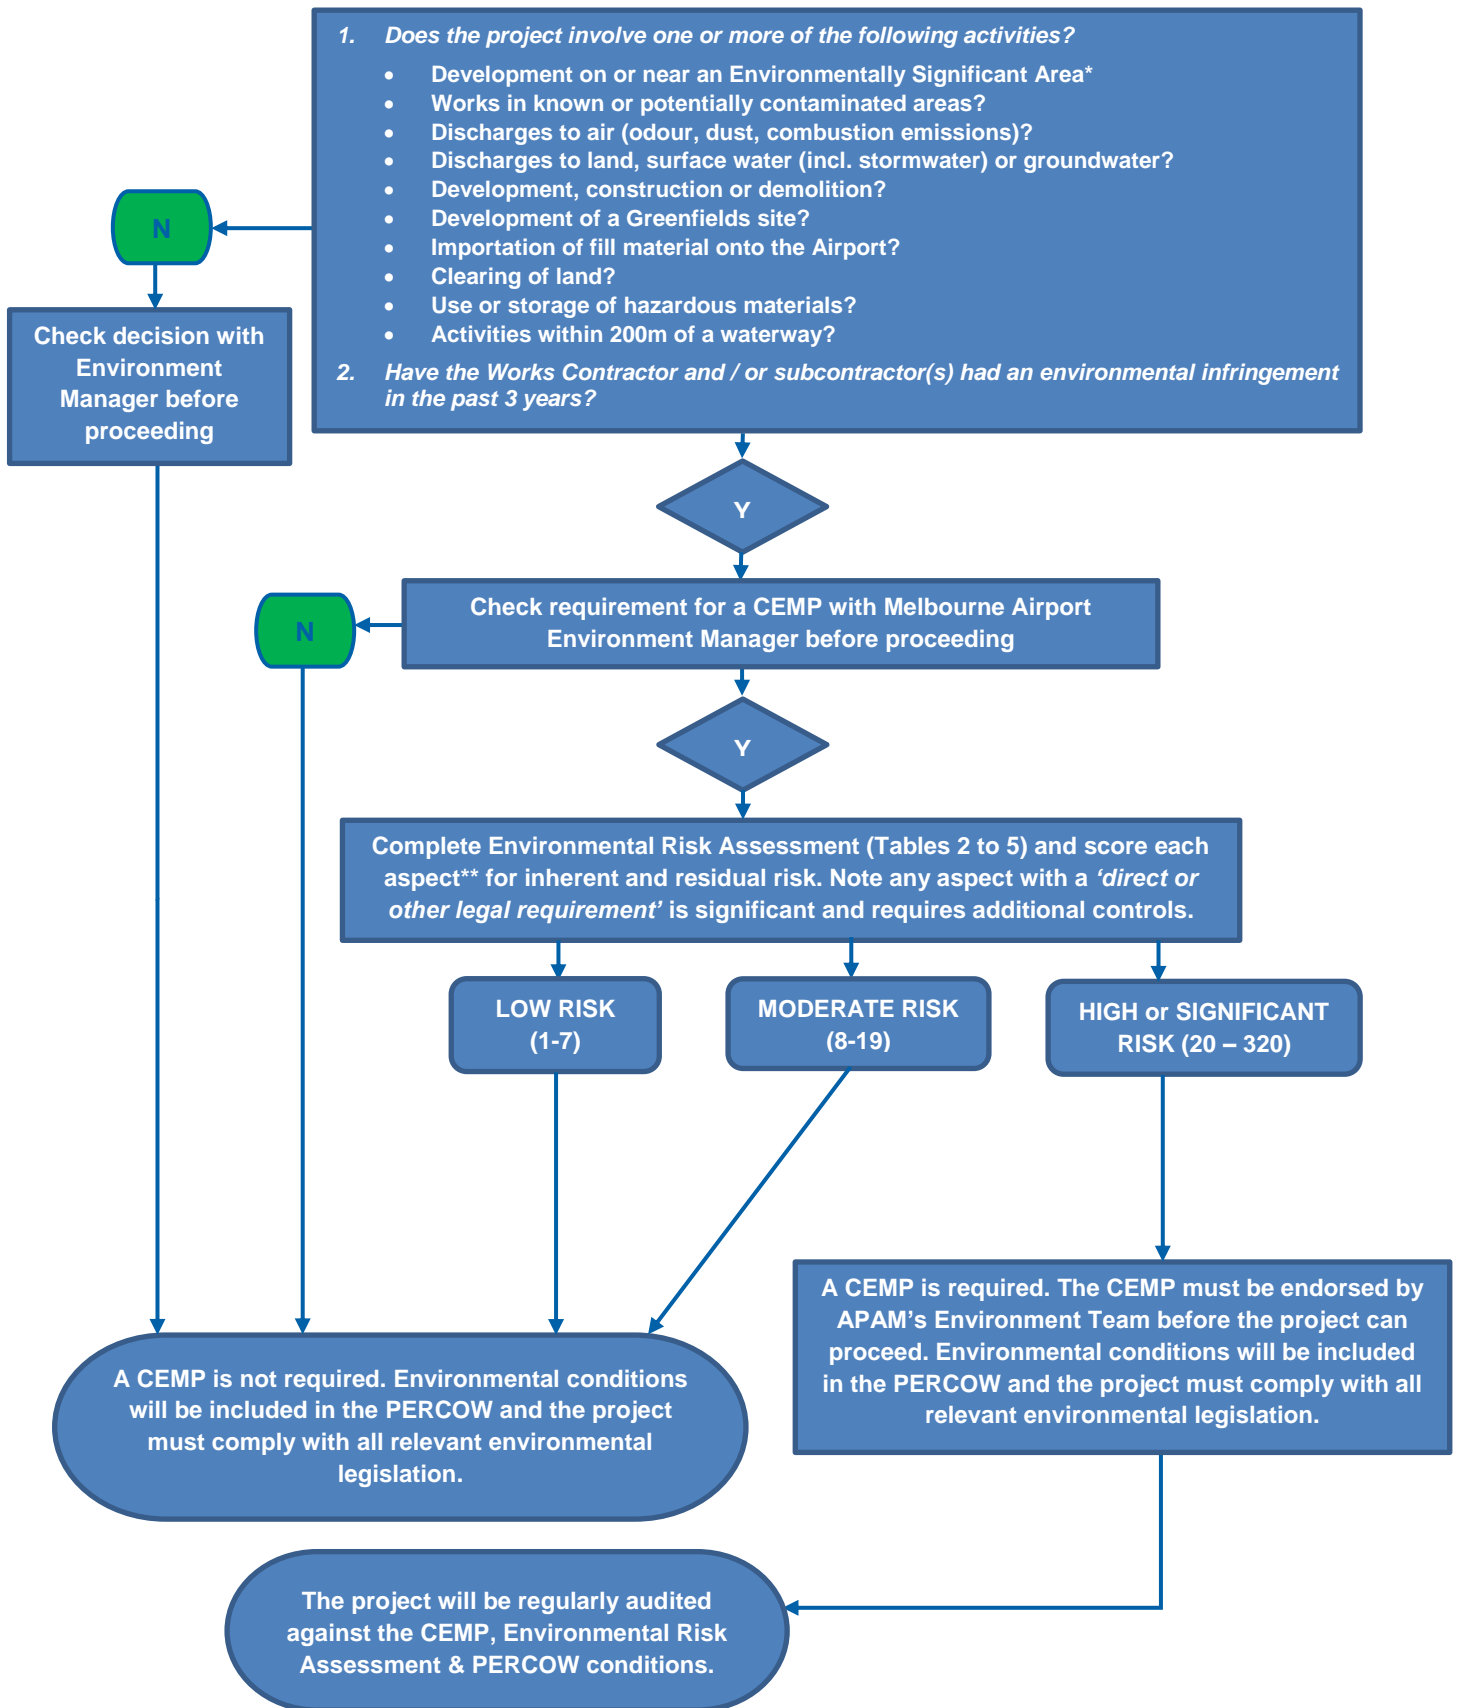 1. Does the project involve one or more of the following activities?
• Development on or near an Environmentally Significant Area*
• Works in known or potentially contaminated areas?
• Discharges to air (odour, dust, combustion emissions)?
• Discharges to land, surface water (incl. stormwater) or groundwater?
• Development, construction or demolition?
• Development of a Greenfields site?
• Importation of fill material onto the Airport?
• Clearing of land?
• Use or storage of hazardous materials?
• Activities within 200m of a waterway?
2. Have the Works Contractor and / or subcontractor(s) had an environmental infringement
in the past 3 years?
N
Check decision with
Environment
Manager before
proceeding
Y
Check requirement for a CEMP with Melbourne Airport
Environment Manager before proceeding
N
Y
Complete Environmental Risk Assessment (Tables 2 to 5) and score each
aspect** for inherent and residual risk. Note any aspect with a ‘direct or
other legal requirement’ is significant and requires additional controls.
LOW RISK
(1-7)
MODERATE RISK
(8-19)
HIGH or SIGNIFICANT
RISK (20 – 320)
A CEMP is required. The CEMP must be endorsed by
APAM’s Environment Team before the project can
proceed. Environmental conditions will be included
in the PERCOW and the project must comply with all
relevant environmental legislation.
A CEMP is not required. Environmental conditions
will be included in the PERCOW and the project
must comply with all relevant environmental
legislation.
The project will be regularly audited
against the CEMP, Environmental Risk
Assessment & PERCOW conditions.